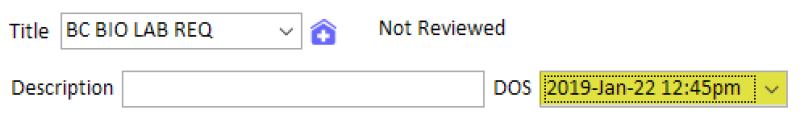 Title BC BIO LAB REQ Not Reviewed
Description DOS 2019-Jan-22 12:45pm